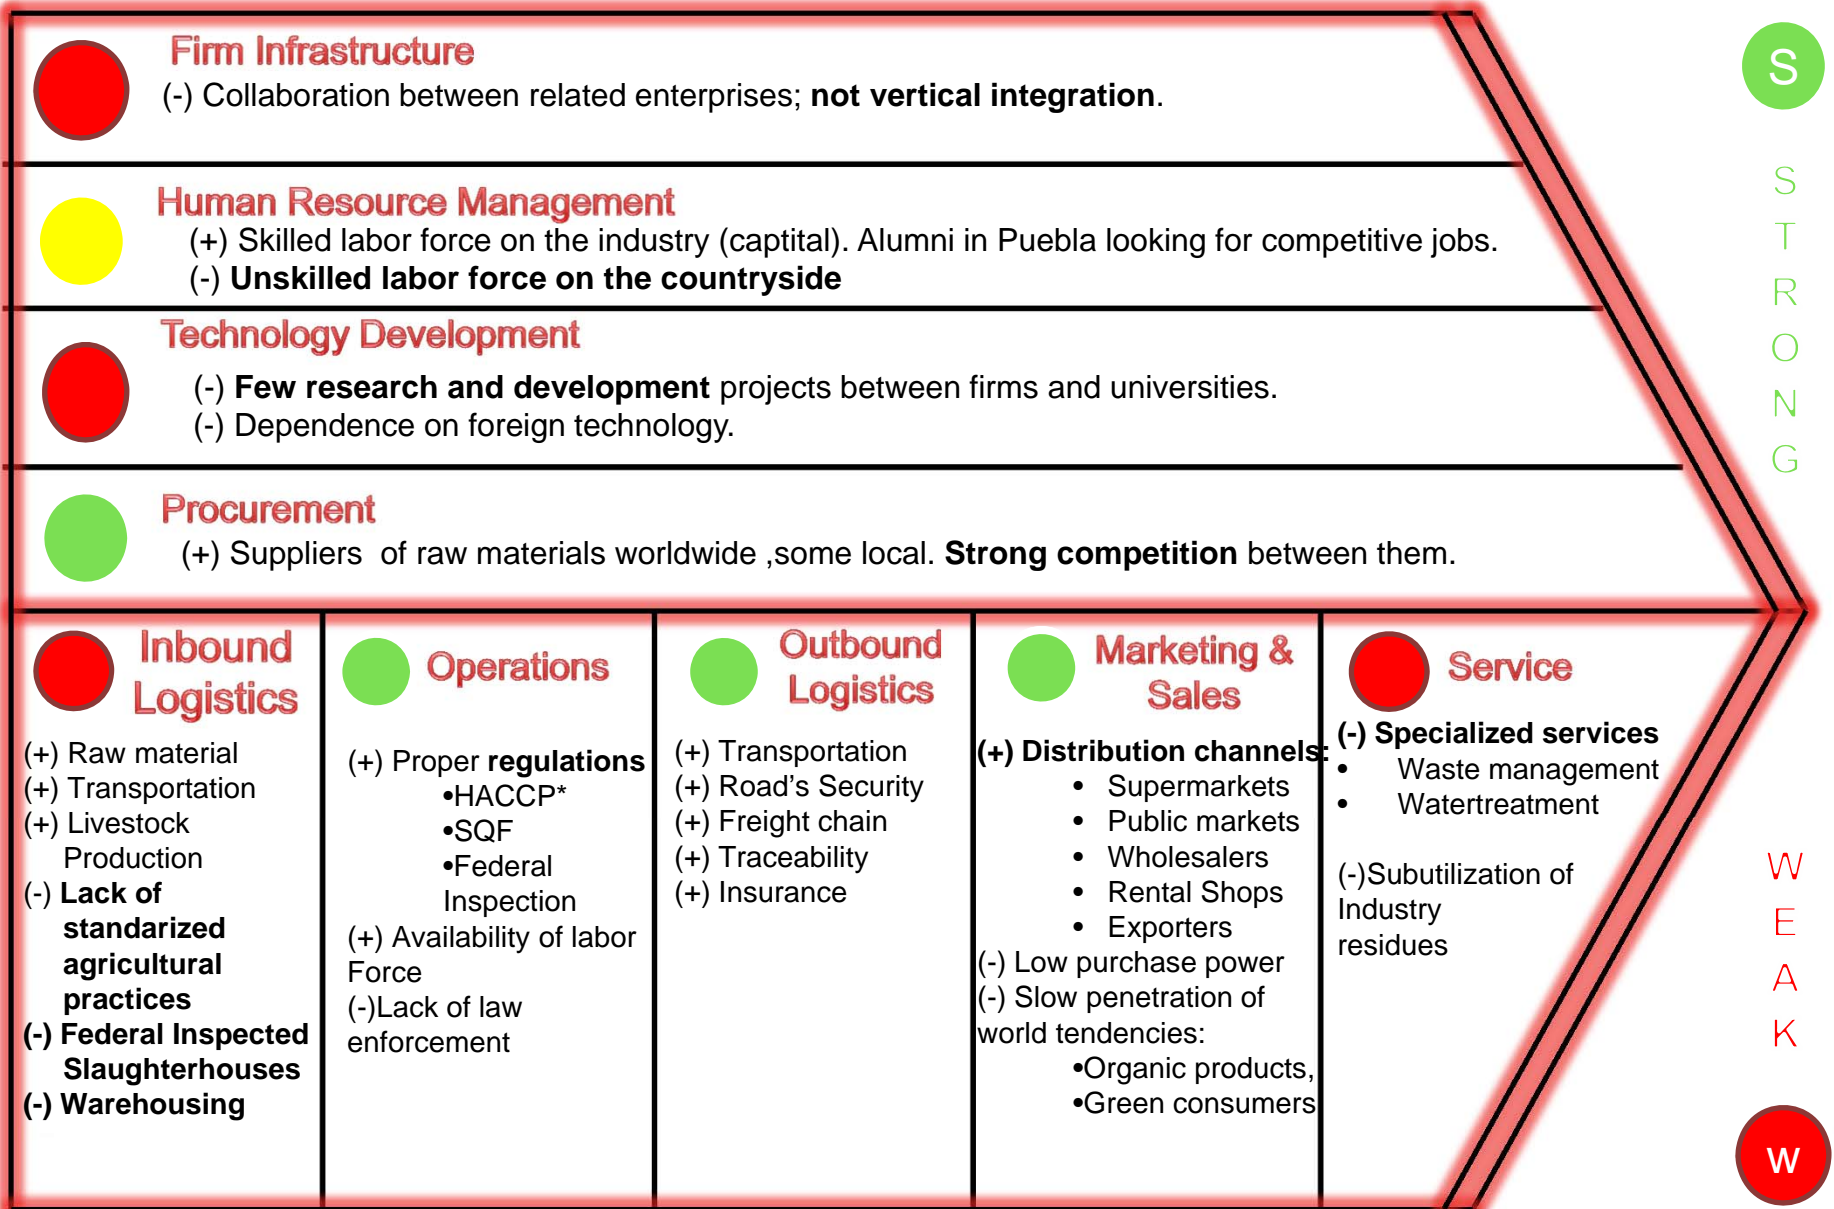 Firm Infrastructure
(-) Collaboration between related enterprises; not vertical integration.
Human Resource Management
(+) Skilled labor force on the industry (captital). Alumni in Puebla looking for competitive jobs.
(-) Unskilled labor force on the countryside
Technology Development
(-) Few research and development projects between firms and universities.
(-) Dependence on foreign technology.
Procurement
(+) Suppliers  of raw materials worldwide ,some local. Strong competition between them.
Inbound
Logistics
(+) Raw material
(+) Transportation
(+) Livestock
Production
(-) Lack of
standarized
agricultural
practices
(-) Federal Inspected
Slaughterhouses
(-) Warehousing
Operations
(+) Proper regulations
•HACCP*
•SQF
•Federal
Inspection
(+) Availability of labor
Force
(-)Lack of law
enforcement
Outbound
Logistics
(+) Transportation
(+) Road's Security
(+) Freight chain
(+) Traceability
(+) Insurance
Marketing &
Sales
(+) Distribution channels:
• Supermarkets
• Public markets
• Wholesalers
• Rental Shops
• Exporters
(-) Low purchase power
(-) Slow penetration of
world tendencies:
•Organic products,
•Green consumers
Service
(-) Specialized services
• Waste management
• Watertreatment
(-)Subutilization of
Industry
residues
S
S
T
R
O
N
G
W
E
A
K
W